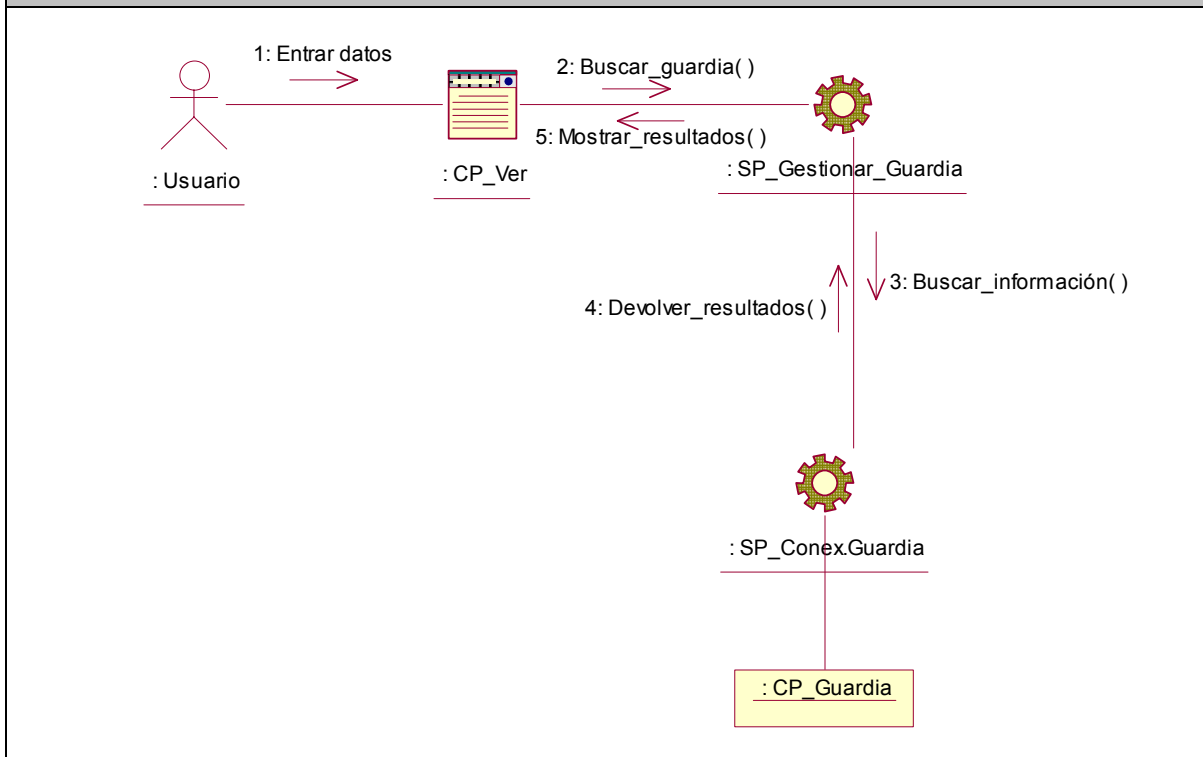 1: Entrar datos
2: Buscar_guardia( )
5: Mostrar_resultados( )
: Usuario
: CP_Ver
: SP_Gestionar_Guardia
3: Buscar_información( )
4: Devolver_resultados( )
: SP_Conex.Guardia
: CP_Guardia